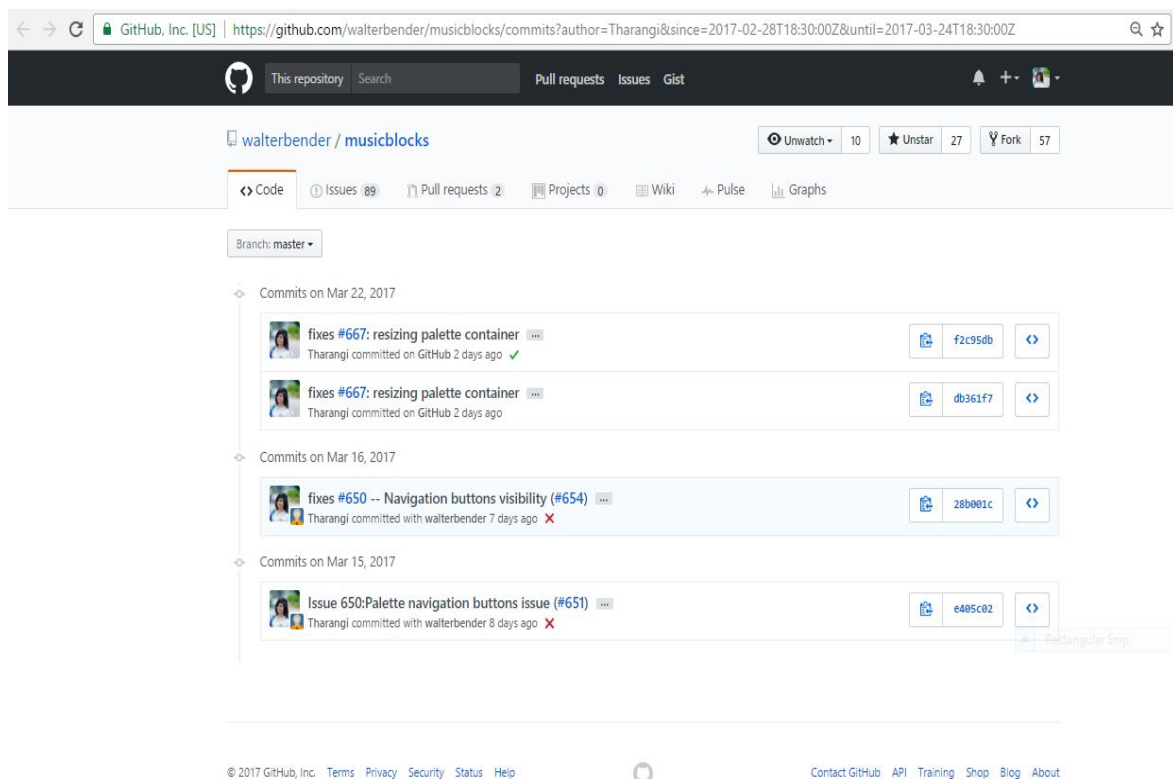 GitHub, Inc. [US] | https://github.com/walterbender/musicblocks/commits?author=Tharangi&since=2017-02-28T18:30:00Z&until=2017-03-24T18:30:00Z
This repository Search Pull requests Issues Gist
walterbender / musicblocks Unwatch 10 Unstar 27 Fork 57
Code Issues 89 Pull requests 2 Projects 0 Wiki Pulse Graphs
Branch: master
Commits on Mar 22, 2017
fixes #667: resizing palette container ...
Tharangi committed on GitHub 2 days ago
f2c95db
fixes #667: resizing palette container ...
Tharangi committed on GitHub 2 days ago
db361f7
Commits on Mar 16, 2017
fixes #650 -- Navigation buttons visibility (#654) ...
Tharangi committed with walterbender 7 days ago
28b001c
Commits on Mar 15, 2017
Issue 650:Palette navigation buttons issue (#651) ...
Tharangi committed with walterbender 8 days ago
e405c02
Rectangular Snip
© 2017 GitHub, Inc. Terms Privacy Security Status Help Contact GitHub API Training Shop Blog About